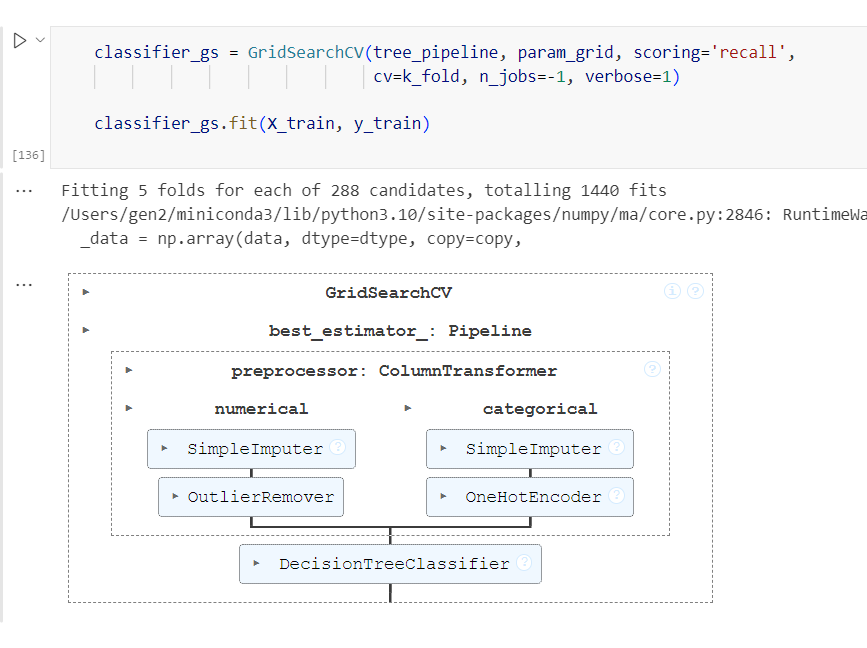 classifier_gs = GridSearchCV(tree_pipeline, param_grid, scoring='recall',
cv=k_fold, n_jobs=-1, verbose=1)
classifier_gs.fit(X_train, y_train)
[136]
... Fitting 5 folds for each of 288 candidates, totalling 1440 fits
/Users/gen2/miniconda3/lib/python3.10/site-packages/numpy/ma/core.py:2846: RuntimeWa
_data = np.array(data, dtype=dtype, copy=copy,
...
GridSearchCV i ?
best_estimator_: Pipeline
preprocessor: ColumnTransformer ?
numerical categorical
SimpleImputer ? SimpleImputer ?
OutlierRemover OneHotEncoder ?
DecisionTreeClassifier ?